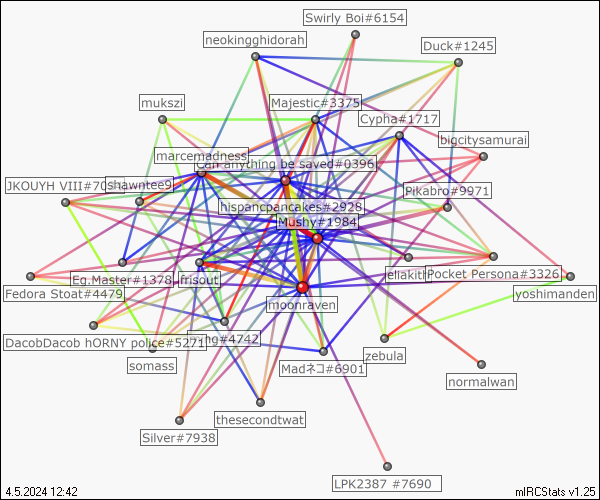 Swirly Boi#6154
neokingghidorah
Duck#1245
mukszi
Majestic#3375
Cypha#1717
bigcitysamurai
marcemadness
Can anything be saved#0396
JKOUYH VIII#70
shawntee9
Pikabro#9971
hispancpancakes#2928
Mushy#1984
Eg.Master#1378
frisout
eliakith
Pocket Persona#3326
Fedora Stoat#4479
moonraven
yoshimanden
DacobDacob hORNY police#5271
ng#4742
zebula
somass
Madネコ#6901
normalwan
Silver#7938
thesecondtwat
LPK2387 #7690
4.5.2024 12:42
mIRCStats v1.25